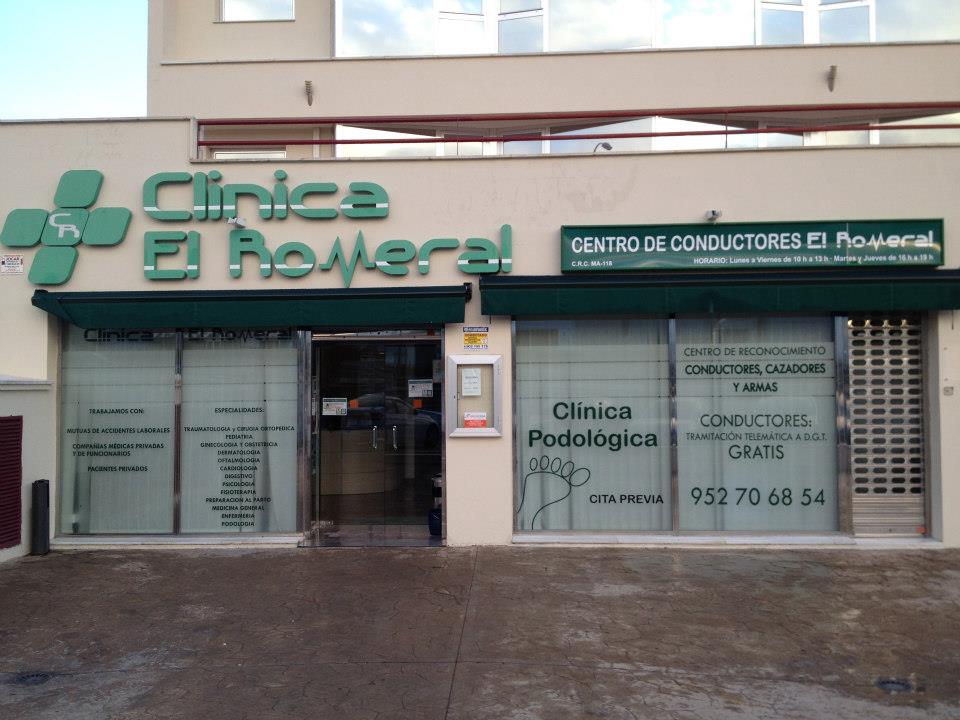 Clinica
El Romeral
CR
CENTRO DE CONDUCTORES El Romeral
C.R.C. MA-118
HORARIO: Lunes a Viernes de 10 h a 13 h - Martes y Jueves de 16 h a 19 h
Clinica El Romeral
TRABAJAMOS CON:
MUTUAS DE ACCIDENTES LABORALES
COMPAÑIAS MÉDICAS PRIVADAS
Y DE FUNCIONARIOS
PACIENTES PRIVADOS
ESPECIALIDADES:
TRAUMATOLOGIA y CIRUGIA ORTOPEDICA
PEDIATRIA
GINECOLOGIA Y OBSTETRICIA
DERMATOLOGIA
OFTALMOLOGIA
CARDIOLOGIA
DIGESTIVO
PSICOLOGIA
FISIOTERAPIA
PREPARACION AL PARTO
MEDICINA GENERAL
ENFERMERIA
PODOLOGIA
Clínica
Podológica
CITA PREVIA
CENTRO DE RECONOCIMIENTO
CONDUCTORES, CAZADORES
Y ARMAS
CONDUCTORES:
TRAMITACIÓN TELEMÁTICA A D.G.T.
GRATIS
952 70 68 54